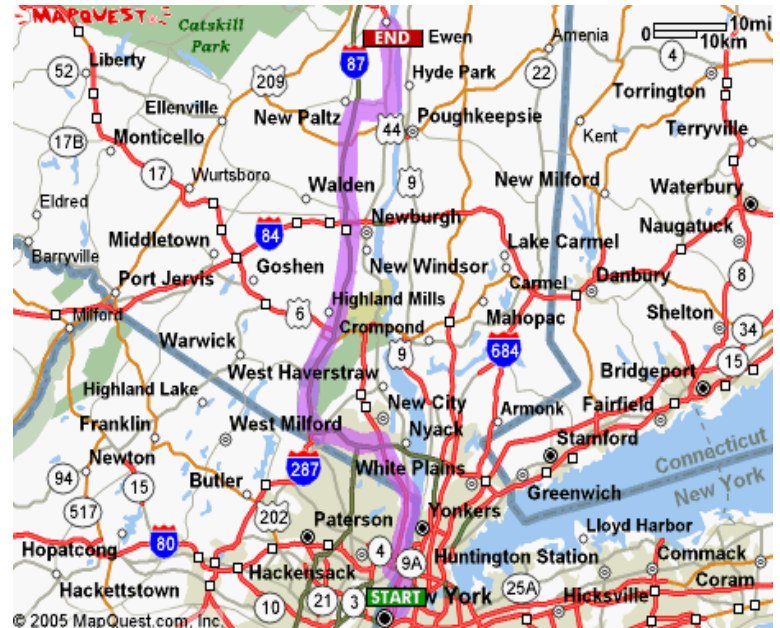 MAPQUEST
Catskill
Park
END
Ewen
Amenia
0
10mi
10km
4
Liberty
52
87
22
Torrington
209
Hyde Park
Ellenville
New Paltz
44
Poughkeepsie
Kent
Terryville
17B
Monticello
17
Wurtsboro
Walden
9
New Milford
Waterbury
Eldred
Newburgh
Naugatuck
84
Middletown
Lake Carmel
Barryville
Goshen
New Windsor
Carmel
Danbury
8
Port Jervis
6
Highland Mills
Mahopac
Shelton
Milford
Crompond
34
Warwick
9
684
15
West Haverstraw
Bridgeport
Highland Lake
New City
Armonk
Fairfield
Franklin
West Milford
Nyack
Stamford
Connecticut
New York
Newton
287
White Plains
94
15
Butler
Greenwich
517
202
Paterson
Yonkers
Lloyd Harbor
Hopatcong
80
4
9A
Huntington Station
Commack
Hackettstown
Hackensack
25A
Coram
10
21
3
START
w York
Hicksville
© 2005 MapQuest.com, Inc.